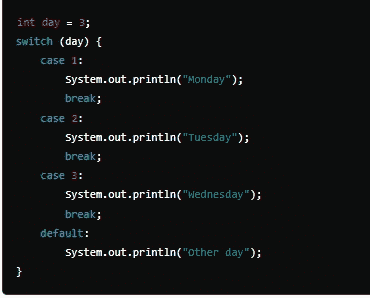 int day = 3;
switch (day) {
    case 1:
        System.out.println("Monday");
        break;
    case 2:
        System.out.println("Tuesday");
        break;
    case 3:
        System.out.println("Wednesday");
        break;
    default:
        System.out.println("Other day");
}